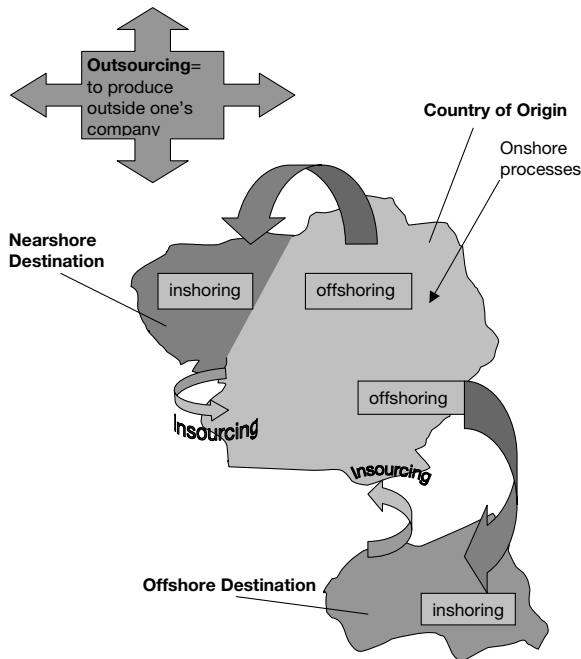 Outsourcing=
to produce
outside one's
company
Country of Origin
Onshore
processes
Nearshore
Destination
inshoring
offshoring
offshoring
Insourcing
Insourcing
Offshore Destination
inshoring